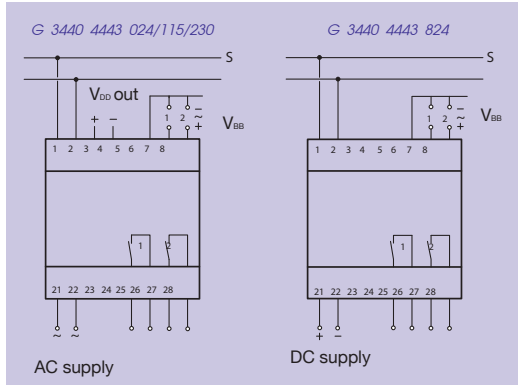 G 3440 4443 024/115/230
S
VDD out
+ −
1 2
− ~ +
VBB
1 2 3 4 5 6 7 8
1 2
21 22 23 24 25 26 27 28
~ ~
AC supply
G 3440 4443 824
S
1 2
− ~ +
VBB
1 2 3 4 5 6 7 8
1 2
21 22 23 24 25 26 27 28
+ −
DC supply